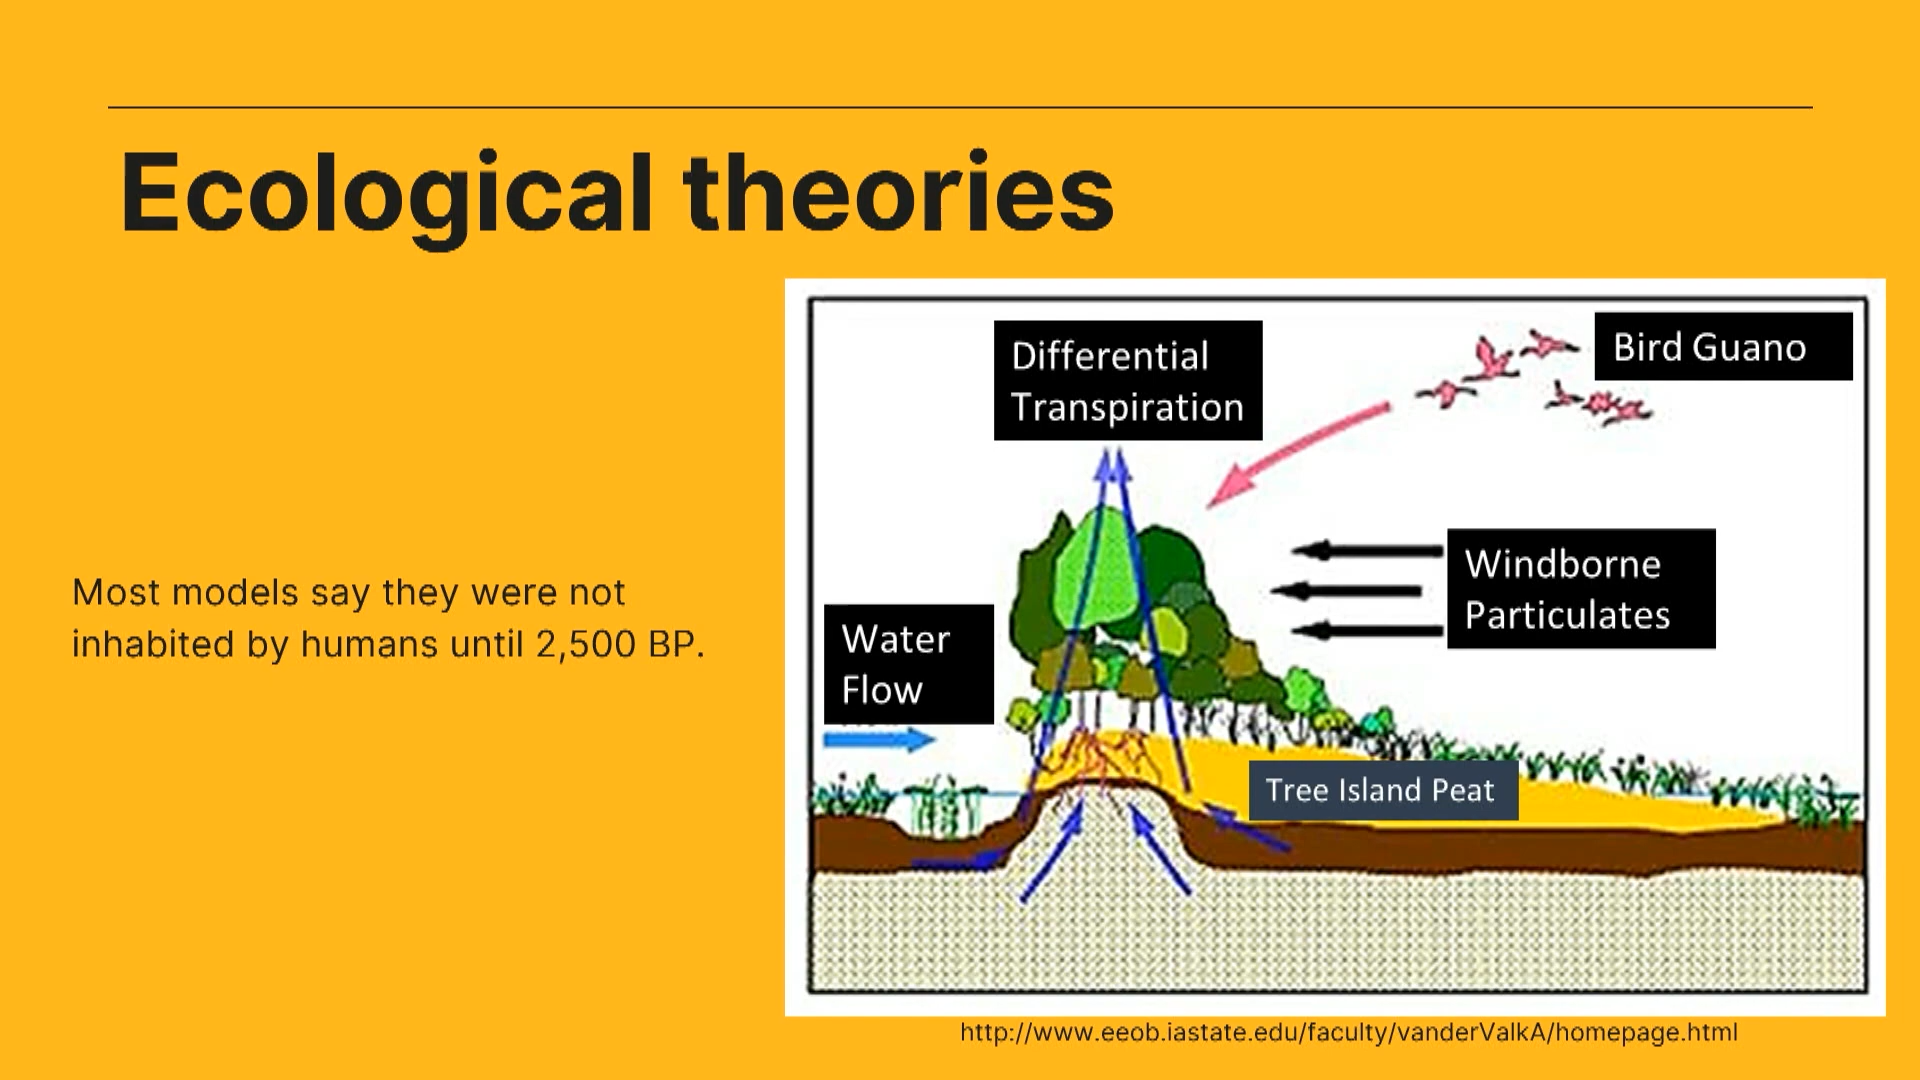 Ecological theories
Most models say they were not
inhabited by humans until 2,500 BP.
Differential
Transpiration
Bird Guano
Windborne
Particulates
Water
Flow
Tree Island Peat
http://www.eeob.iastate.edu/faculty/vanderValkA/homepage.html